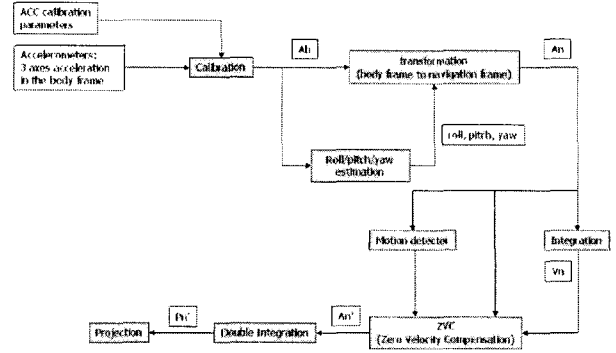 ACC calibration
parameters
Accelerometers:
3 axes acceleration
in the body frame
Calibration
Ab
transformation
(body frame to navigation frame)
An
roll, pitch, yaw
Roll/pitch/yaw
estimation
Motion detector
Integration
Vn
ZVC
(Zero Velocity Compensation)
An'
Double Integration
Pn'
Projection